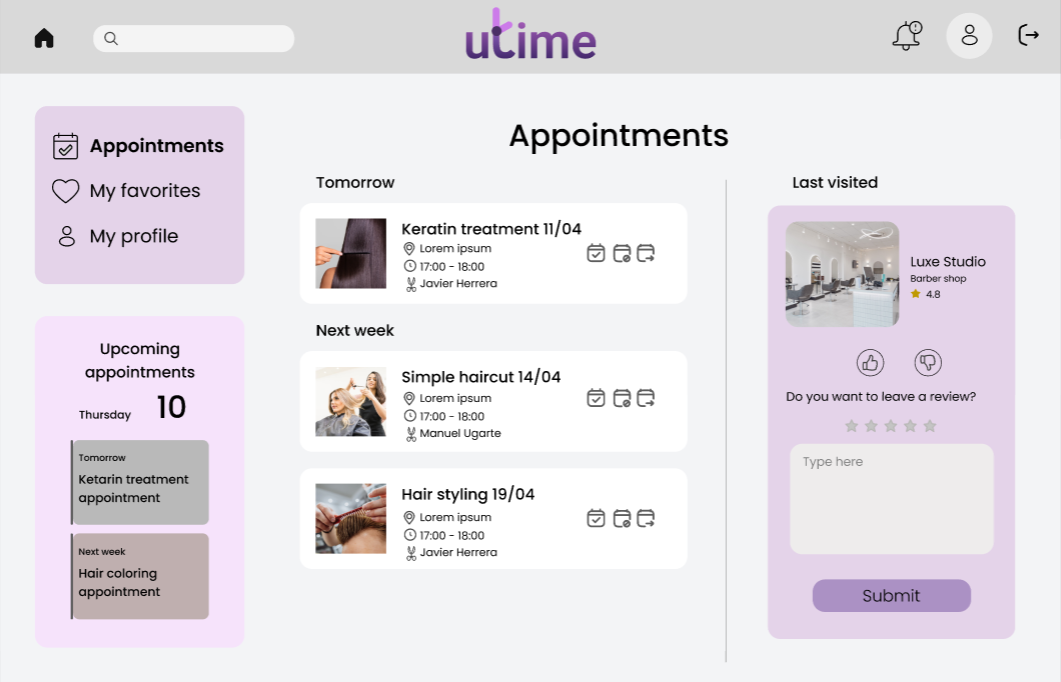 utime
Appointments
My favorites
My profile
Upcoming
appointments
Thursday 10
Tomorrow
Ketarin treatment
appointment
Next week
Hair coloring
appointment
Appointments
Tomorrow
Keratin treatment 11/04
Lorem ipsum
17:00 - 18:00
Javier Herrera
Next week
Simple haircut 14/04
Lorem ipsum
17:00 - 18:00
Manuel Ugarte
Hair styling 19/04
Lorem ipsum
17:00 - 18:00
Javier Herrera
Last visited
Luxe Studio
Barber shop
4.8
Do you want to leave a review?
Type here
Submit